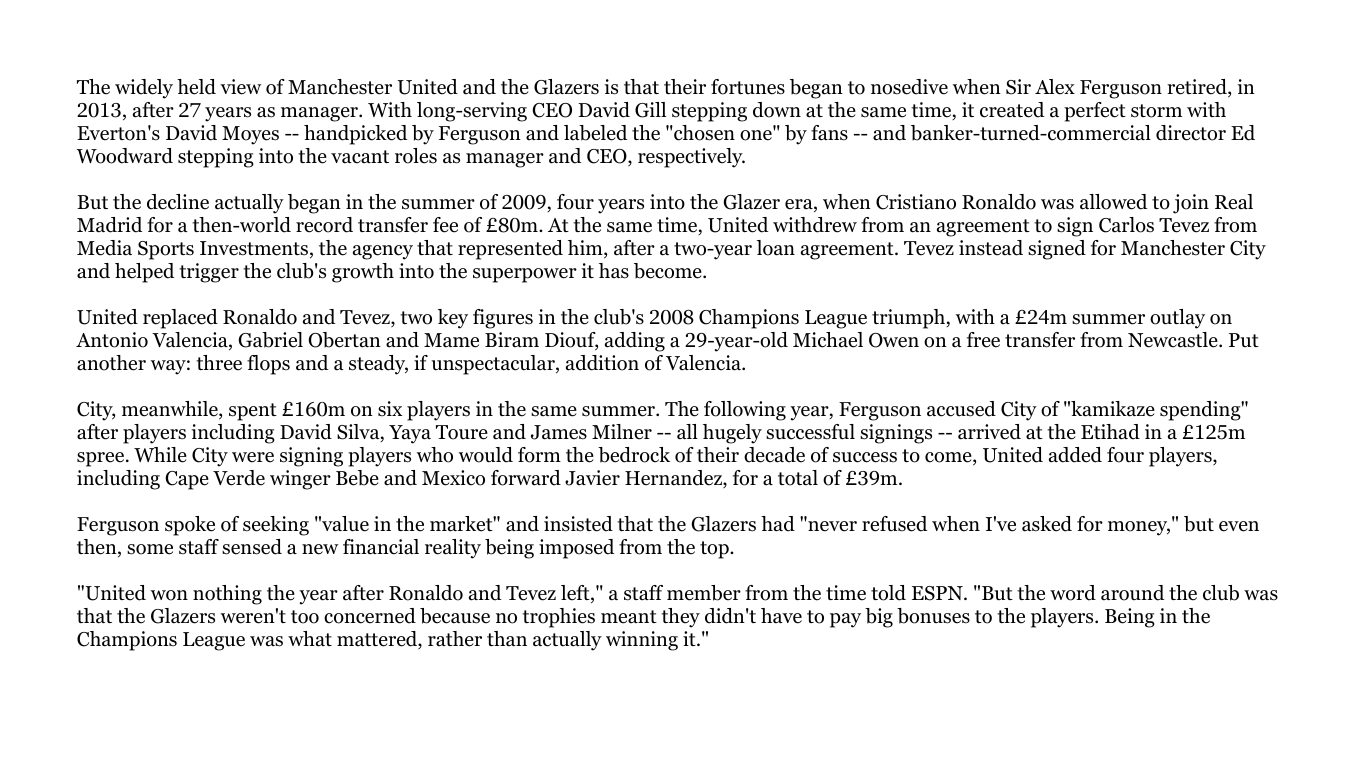 The widely held view of Manchester United and the Glazers is that their fortunes began to nosedive when Sir Alex Ferguson retired, in
2013, after 27 years as manager. With long-serving CEO David Gill stepping down at the same time, it created a perfect storm with
Everton's David Moyes -- handpicked by Ferguson and labeled the "chosen one" by fans -- and banker-turned-commercial director Ed
Woodward stepping into the vacant roles as manager and CEO, respectively.
But the decline actually began in the summer of 2009, four years into the Glazer era, when Cristiano Ronaldo was allowed to join Real
Madrid for a then-world record transfer fee of £80m. At the same time, United withdrew from an agreement to sign Carlos Tevez from
Media Sports Investments, the agency that represented him, after a two-year loan agreement. Tevez instead signed for Manchester City
and helped trigger the club's growth into the superpower it has become.
United replaced Ronaldo and Tevez, two key figures in the club's 2008 Champions League triumph, with a £24m summer outlay on
Antonio Valencia, Gabriel Obertan and Mame Biram Diouf, adding a 29-year-old Michael Owen on a free transfer from Newcastle. Put
another way: three flops and a steady, if unspectacular, addition of Valencia.
City, meanwhile, spent £160m on six players in the same summer. The following year, Ferguson accused City of "kamikaze spending"
after players including David Silva, Yaya Toure and James Milner -- all hugely successful signings -- arrived at the Etihad in a £125m
spree. While City were signing players who would form the bedrock of their decade of success to come, United added four players,
including Cape Verde winger Bebe and Mexico forward Javier Hernandez, for a total of £39m.
Ferguson spoke of seeking "value in the market" and insisted that the Glazers had "never refused when I've asked for money," but even
then, some staff sensed a new financial reality being imposed from the top.
"United won nothing the year after Ronaldo and Tevez left," a staff member from the time told ESPN. "But the word around the club was
that the Glazers weren't too concerned because no trophies meant they didn't have to pay big bonuses to the players. Being in the
Champions League was what mattered, rather than actually winning it."